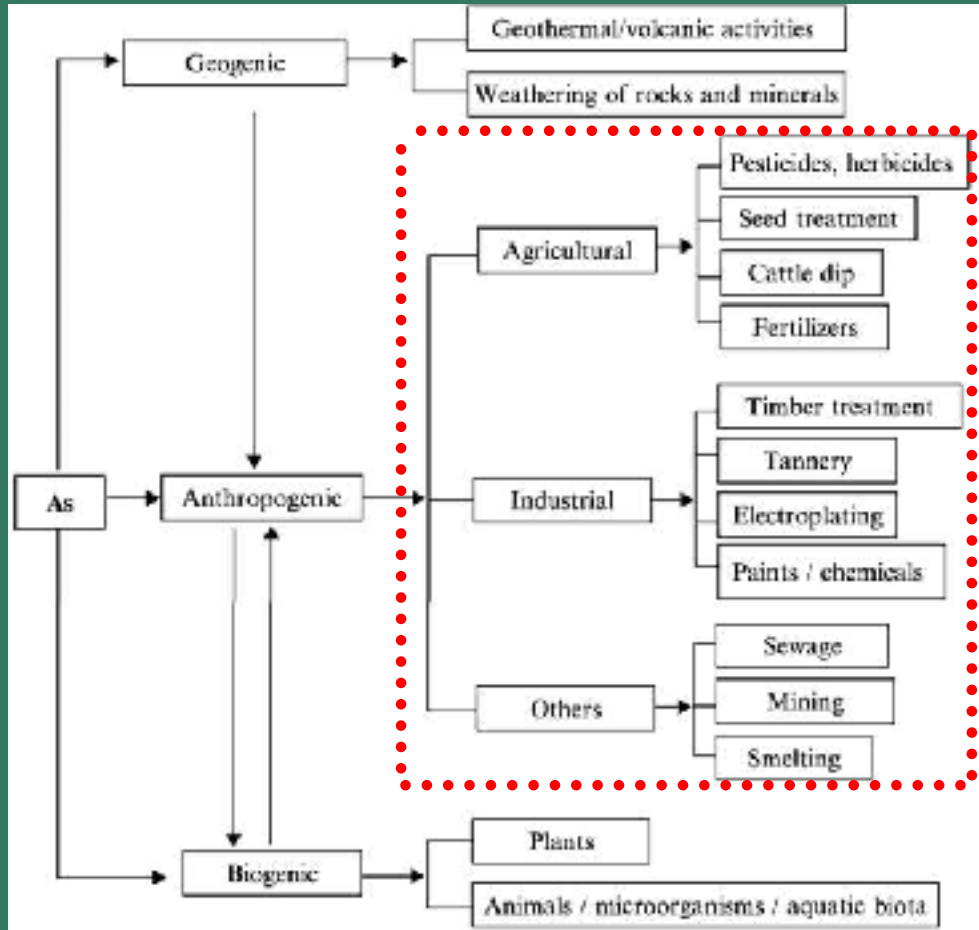 Geogenic
Geothermal/volcanic activities
Weathering of rocks and minerals
As
Anthropogenic
Agricultural
Pesticides, herbicides
Seed treatment
Cattle dip
Fertilizers
Industrial
Timber treatment
Tannery
Electroplating
Paints / chemicals
Others
Sewage
Mining
Smelting
Biogenic
Plants
Animals / microorganisms / aquatic biota